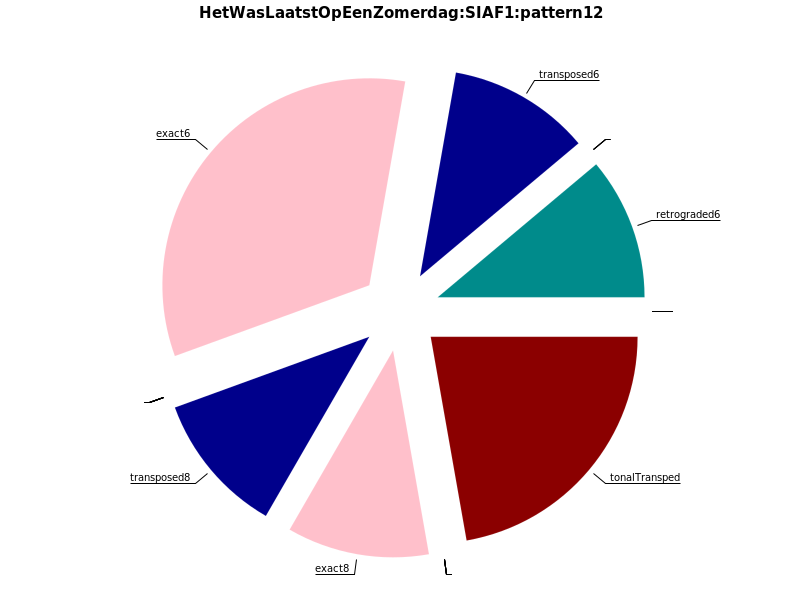 HetWasLaatstOpEenZomerdag:SIAF1:pattern12
transposed6
exact6
retrograded6
transposed8
tonalTransped
exact8